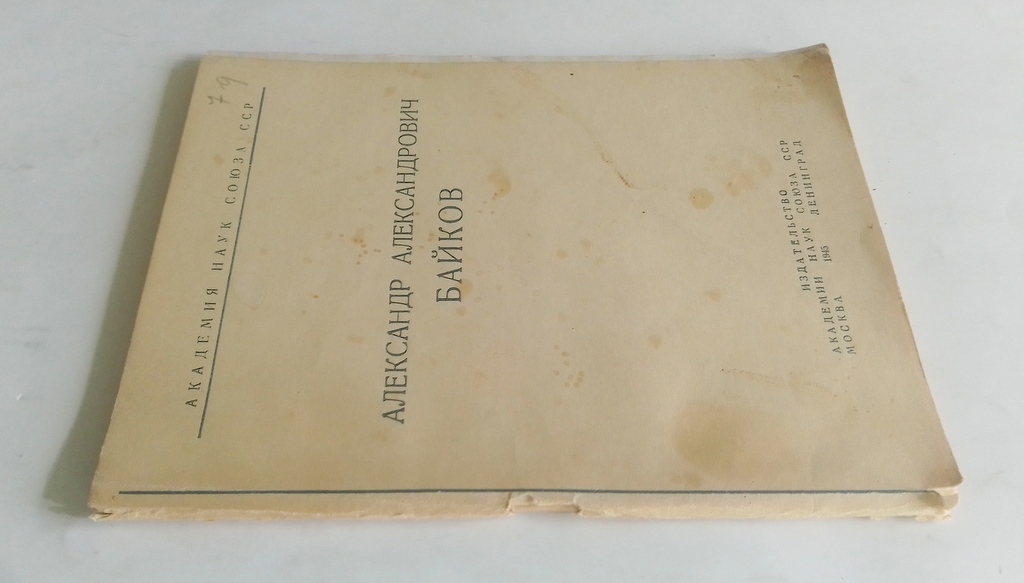 79
АКАДЕМИЯ НАУК СОЮЗА ССР
АЛЕКСАНДР АЛЕКСАНДРОВИЧ
БАЙКОВ
ИЗДАТЕЛЬСТВО
АКАДЕМИИ НАУК СОЮЗА ССР
МОСКВА 1945 ЛЕНИНГРАД